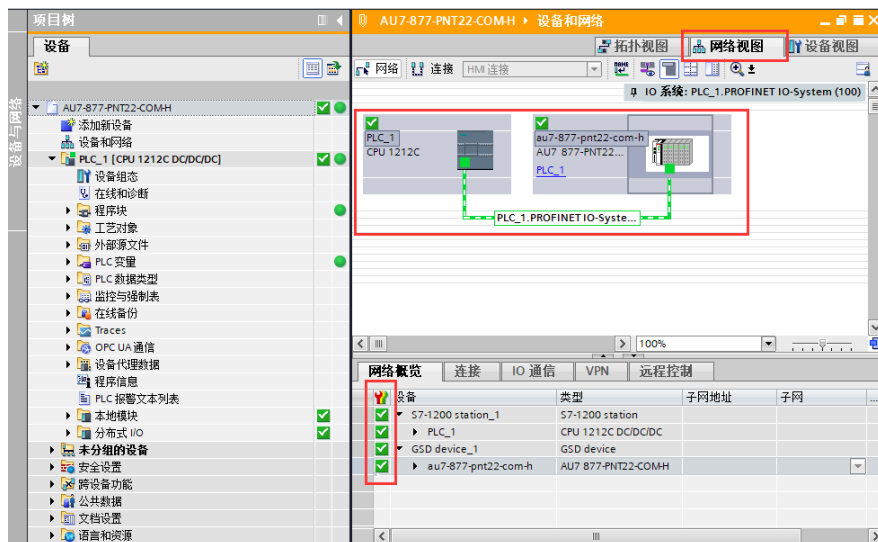 项目树
AU7-877-PNT22-COM-H ▸ 设备和网络
设备
拓扑视图
网络视图
设备视图
网络
连接
HMI 连接
IO 系统: PLC_1.PROFINET IO-System (100)
设备与网络
AU7-877-PNT22-COM-H
添加新设备
设备和网络
PLC_1 [CPU 1212C DC/DC/DC]
设备组态
在线和诊断
程序块
工艺对象
外部源文件
PLC 变量
PLC 数据类型
监控与强制表
在线备份
Traces
OPC UA 通信
设备代理数据
程序信息
PLC 报警文本列表
本地模块
分布式 I/O
未分组的设备
安全设置
跨设备功能
公共数据
文档设置
语言和资源
PLC_1
CPU 1212C
au7-877-pnt22-com-h
AU7 877-PNT22...
PLC_1
PLC_1.PROFINET IO-Syste...
100%
网络概览
连接
IO 通信
VPN
远程控制
设备
类型
子网地址
子网
...
S7-1200 station_1
S7-1200 station
PLC_1
CPU 1212C DC/DC/DC
GSD device_1
GSD device
au7-877-pnt22-com-h
AU7 877-PNT22-COM-H